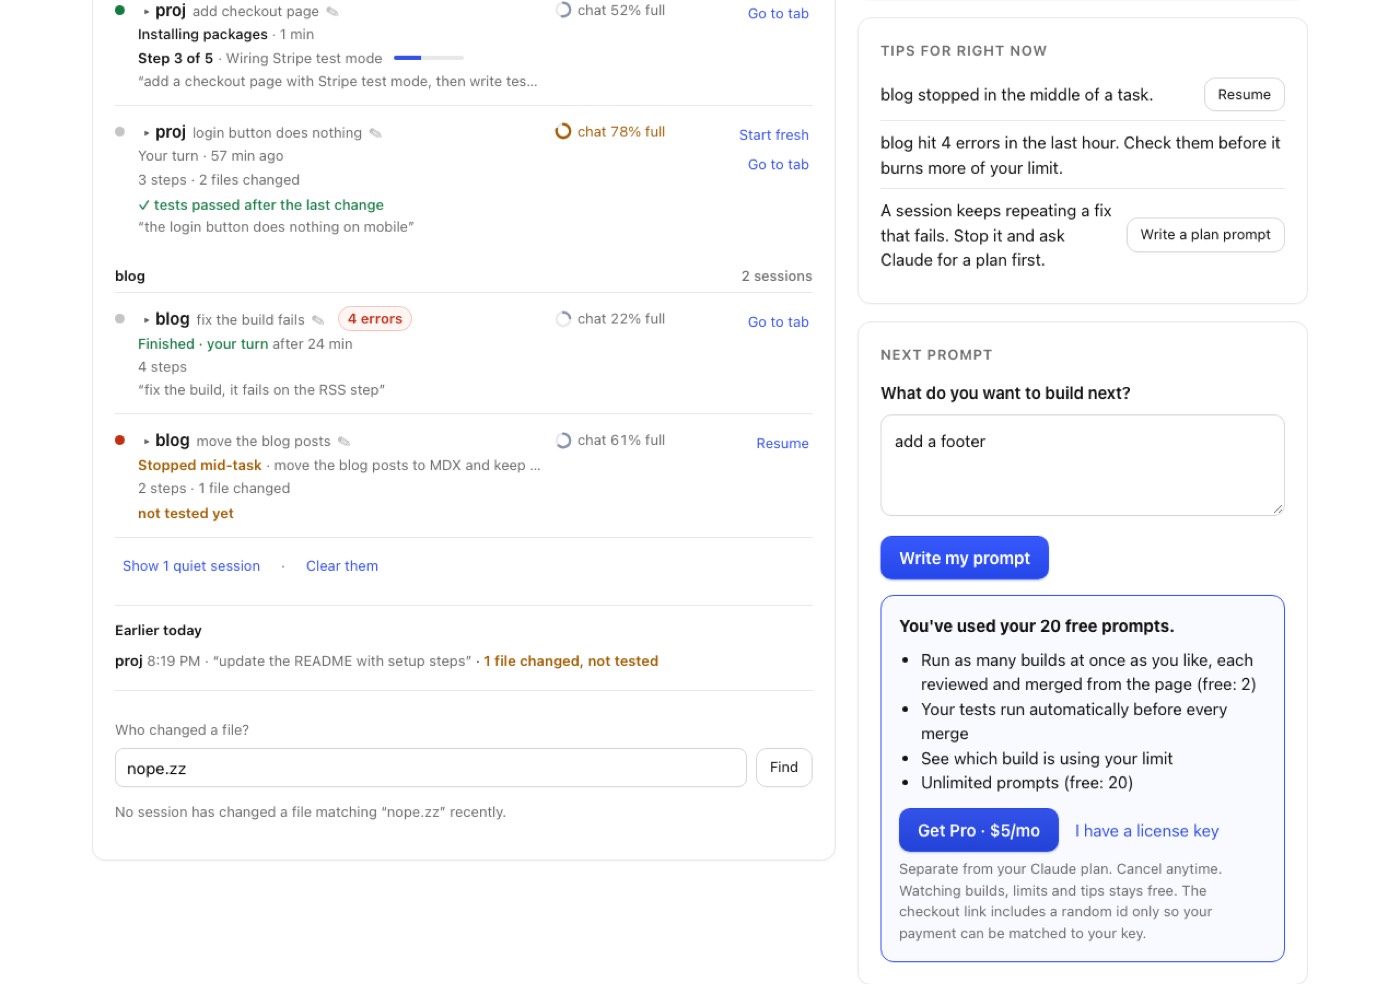 proj add checkout page
chat 52% full
Go to tab
Installing packages · 1 min
Step 3 of 5 · Wiring Stripe test mode
“add a checkout page with Stripe test mode, then write tes...
proj login button does nothing
chat 78% full
Start fresh
Your turn · 57 min ago
Go to tab
3 steps · 2 files changed
✓ tests passed after the last change
“the login button does nothing on mobile”
blog
2 sessions
blog fix the build fails
4 errors
chat 22% full
Go to tab
Finished · your turn after 24 min
4 steps
“fix the build, it fails on the RSS step”
blog move the blog posts
chat 61% full
Resume
Stopped mid-task · move the blog posts to MDX and keep ...
2 steps · 1 file changed
not tested yet
Show 1 quiet session · Clear them
Earlier today
proj 8:19 PM · “update the README with setup steps” · 1 file changed, not tested
Who changed a file?
nope.zz
Find
No session has changed a file matching “nope.zz” recently.
TIPS FOR RIGHT NOW
blog stopped in the middle of a task.
Resume
blog hit 4 errors in the last hour. Check them before it
burns more of your limit.
A session keeps repeating a fix
that fails. Stop it and ask
Claude for a plan first.
Write a plan prompt
NEXT PROMPT
What do you want to build next?
add a footer
Write my prompt
You've used your 20 free prompts.
• Run as many builds at once as you like, each
reviewed and merged from the page (free: 2)
• Your tests run automatically before every
merge
• See which build is using your limit
• Unlimited prompts (free: 20)
Get Pro · $5/mo
I have a license key
Separate from your Claude plan. Cancel anytime.
Watching builds, limits and tips stays free. The
checkout link includes a random id only so your
payment can be matched to your key.